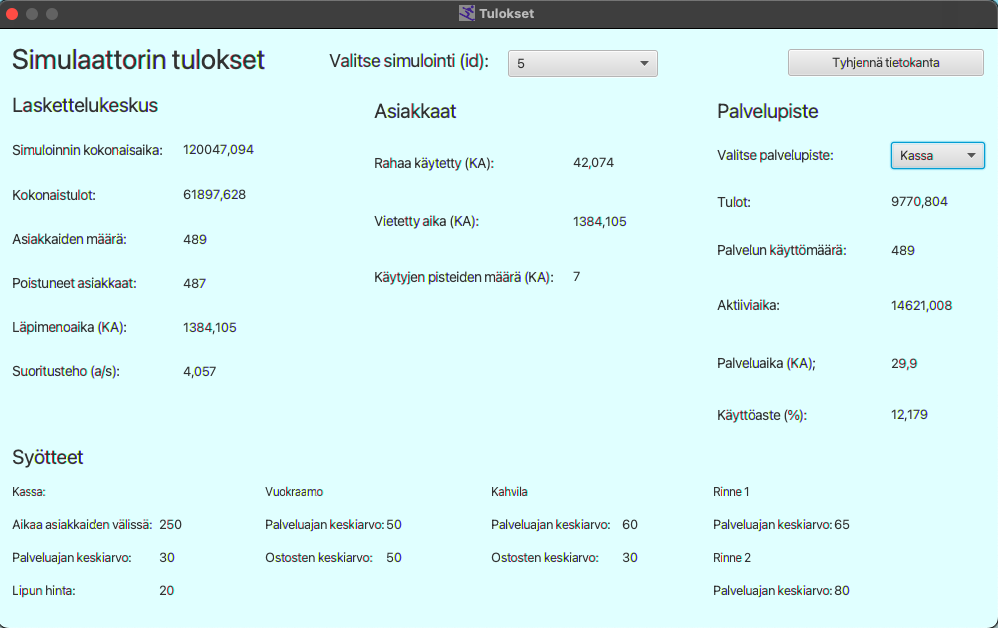 Tulokset
Simulaattorin tulokset
Valitse simulointi (id): 5
Tyhjennä tietokanta
Laskettelukeskus
Simuloinnin kokonaisaika: 120047,094
Kokonaistulot: 61897,628
Asiakkaiden määrä: 489
Poistuneet asiakkaat: 487
Läpimenoaika (KA): 1384,105
Suoritusteho (a/s): 4,057
Asiakkaat
Rahaa käytetty (KA): 42,074
Vietetty aika (KA): 1384,105
Käytyjen pisteiden määrä (KA): 7
Palvelupiste
Valitse palvelupiste: Kassa
Tulot: 9770,804
Palvelun käyttömäärä: 489
Aktiiviaika: 14621,008
Palveluaika (KA); 29,9
Käyttöaste (%): 12,179
Syötteet
Kassa:
Aikaa asiakkaiden välissä: 250
Palveluajan keskiarvo: 30
Lipun hinta: 20
Vuokraamo
Palveluajan keskiarvo: 50
Ostosten keskiarvo: 50
Kahvila
Palveluajan keskiarvo: 60
Ostosten keskiarvo: 30
Rinne 1
Palveluajan keskiarvo: 65
Rinne 2
Palveluajan keskiarvo: 80